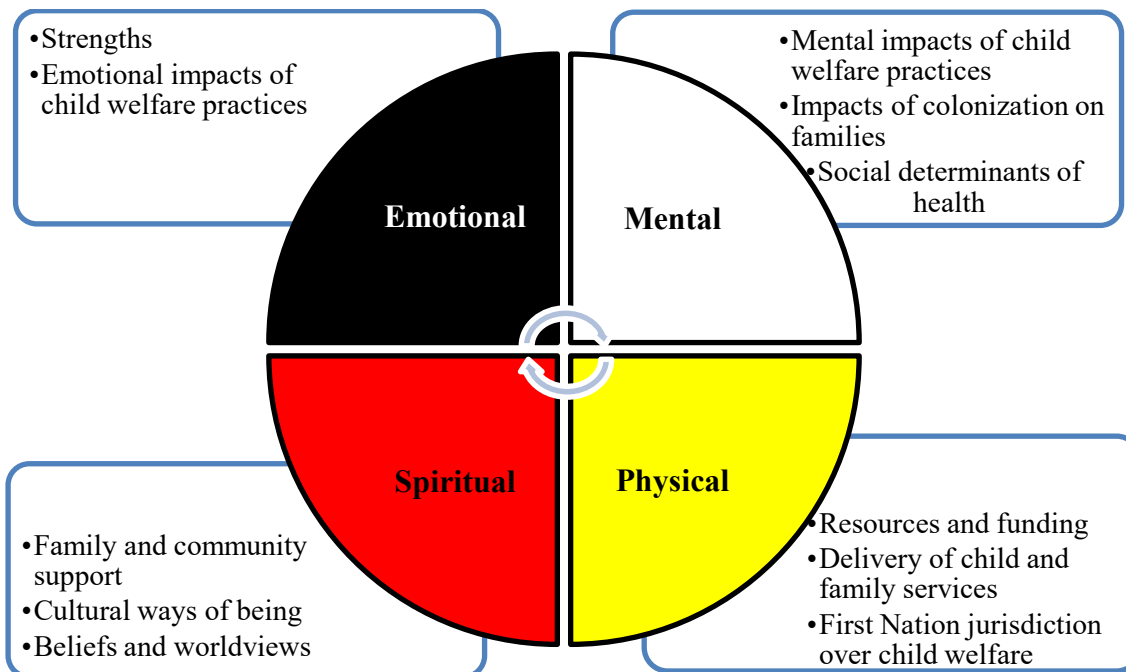 •Strengths
•Emotional impacts of
child welfare practices
•Mental impacts of child
welfare practices
•Impacts of colonization on
families
•Social determinants of
health
Emotional
Mental
Spiritual
Physical
•Family and community
support
•Cultural ways of being
•Beliefs and worldviews
•Resources and funding
•Delivery of child and
family services
•First Nation jurisdiction
over child welfare